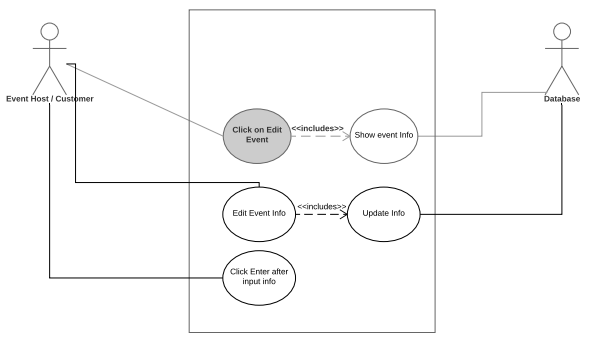 Event Host / Customer
Database
Click on Edit
Event
<<includes>>
Show event Info
Edit Event Info
<<includes>>
Update Info
Click Enter after
input info